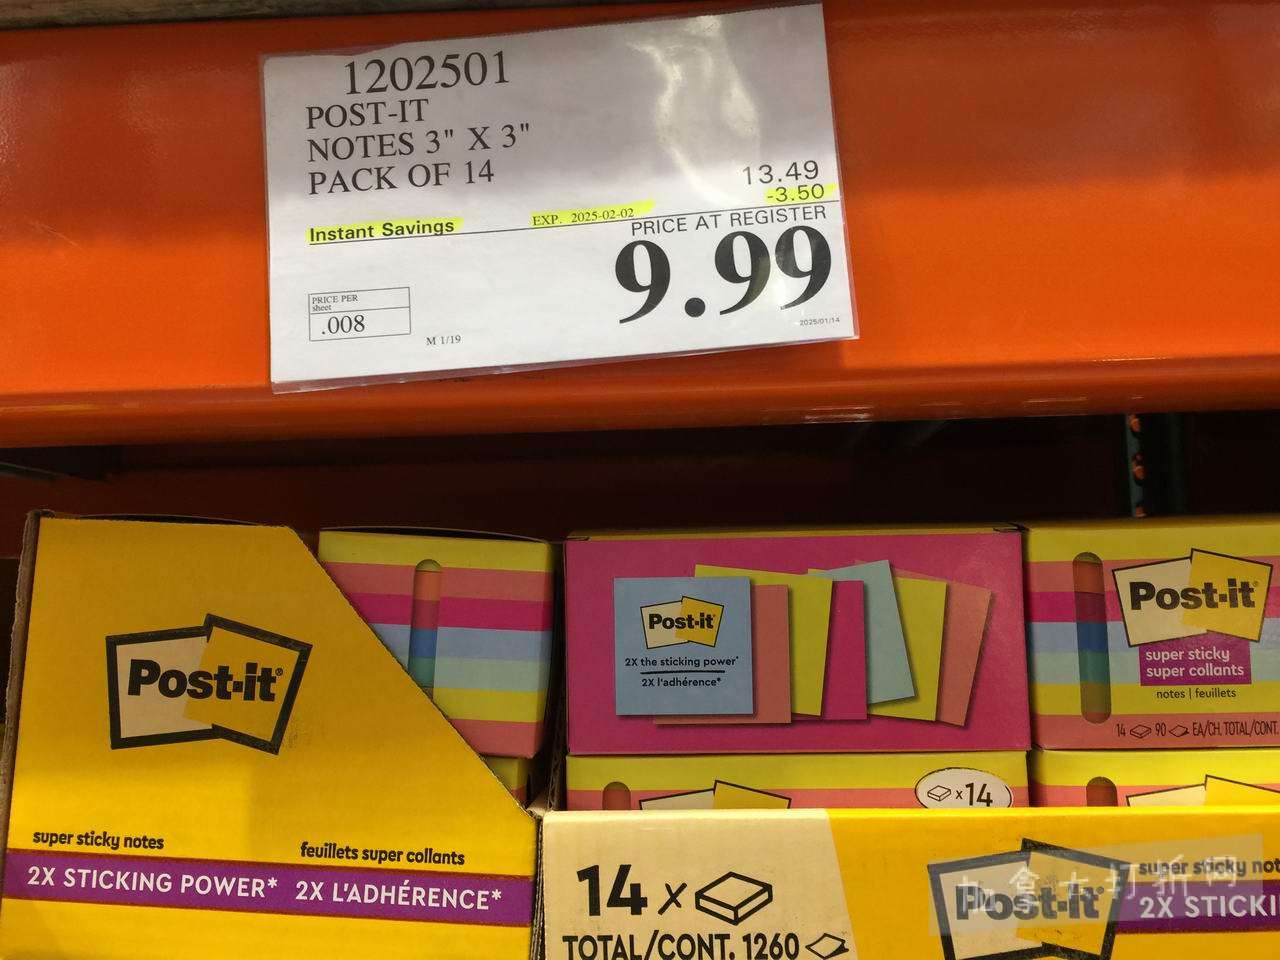 1202501
POST-IT
NOTES 3" X 3"
PACK OF 14
13.49
-3.50
Instant Savings
EXP. 2025-02-02
PRICE AT REGISTER
9.99
PRICE PER
sheet
.008
M 1/19
2025/01/14
Post-it®
super sticky notes
feuillets super collants
2X STICKING POWER* 2X L'ADHÉRENCE*
Post-it®
2X the sticking power*
2X l'adhérence*
Post-it®
super sticky
super collants
notes | feuillets
14 90 EA/CH. TOTAL/CONT.
x14
14 x
TOTAL/CONT. 1260
Post-it®
super sticky not
2X STICKI
加拿大打折网